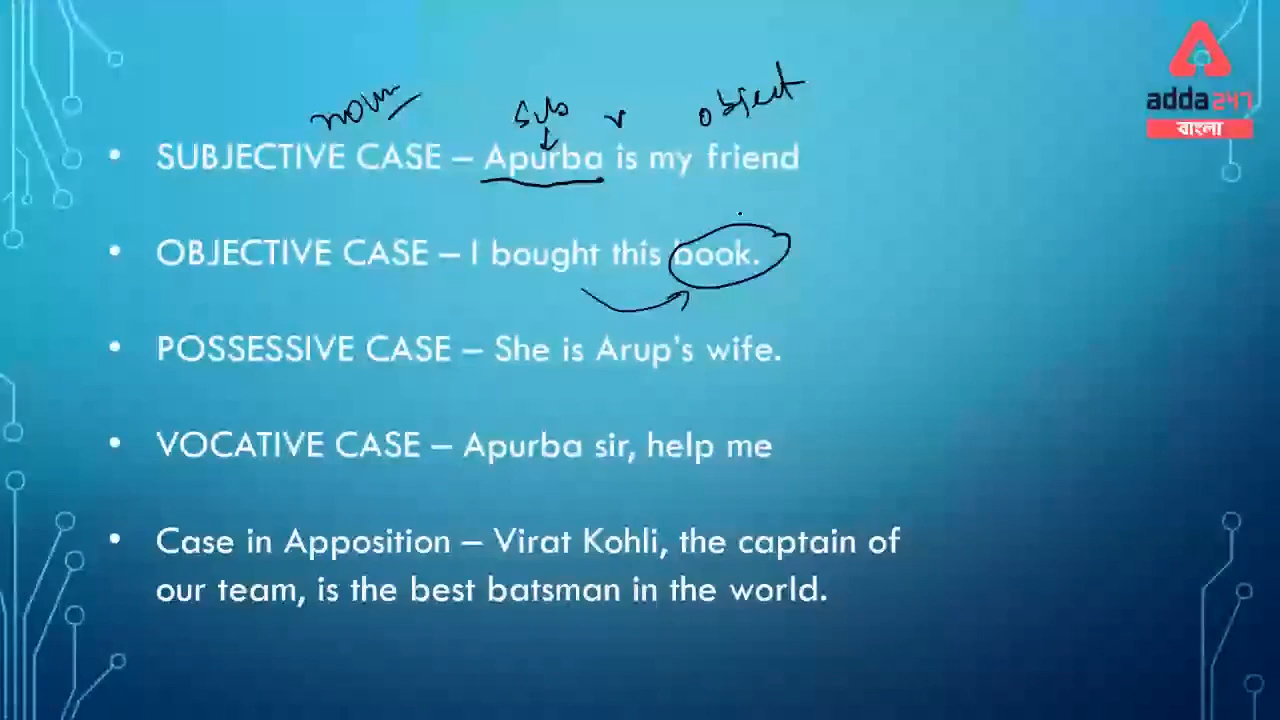 adda247
বাংলা
noun sub v object
• SUBJECTIVE CASE – Apurba is my friend
• OBJECTIVE CASE – I bought this book.
• POSSESSIVE CASE – She is Arup's wife.
• VOCATIVE CASE – Apurba sir, help me
• Case in Apposition – Virat Kohli, the captain of
our team, is the best batsman in the world.